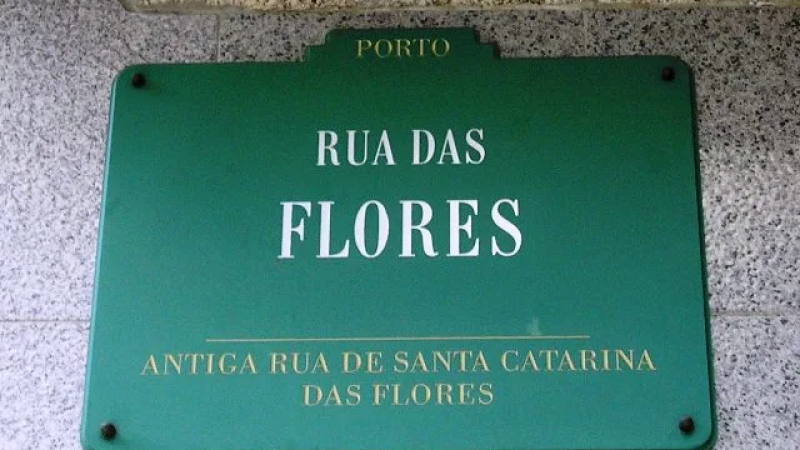 PORTO
RUA DAS
FLORES
ANTIGA RUA DE SANTA CATARINA
DAS FLORES